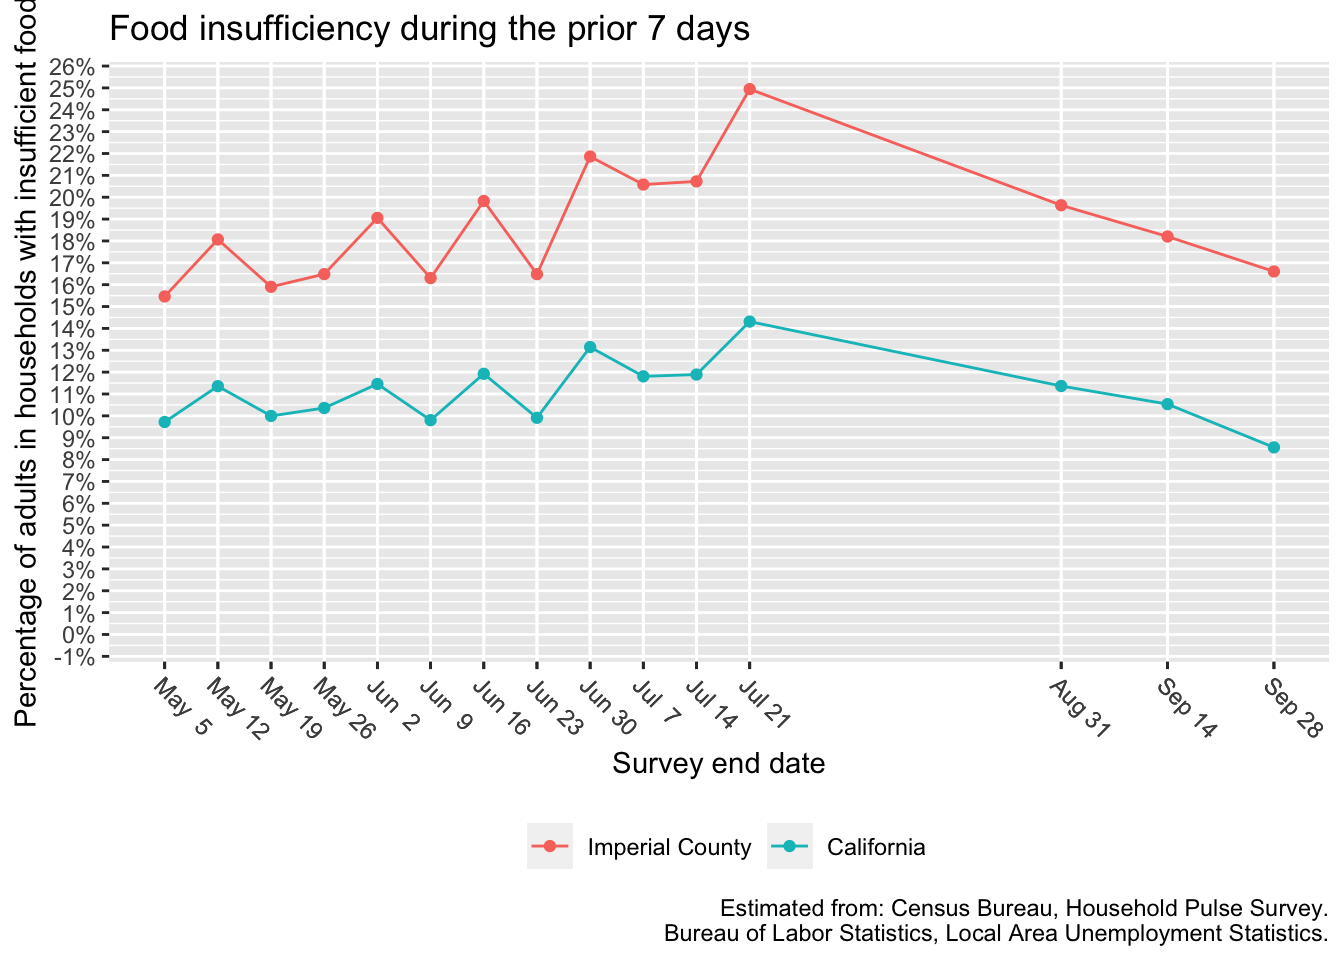 Food insufficiency during the prior 7 days
Percentage of adults in households with insufficient food
26%
25%
24%
23%
22%
21%
20%
19%
18%
17%
16%
15%
14%
13%
12%
11%
10%
9%
8%
7%
6%
5%
4%
3%
2%
1%
0%
-1%
May 5
May 12
May 19
May 26
Jun 2
Jun 9
Jun 16
Jun 23
Jun 30
Jul 7
Jul 14
Jul 21
Aug 31
Sep 14
Sep 28
Survey end date
Imperial County
California
Estimated from: Census Bureau, Household Pulse Survey.
Bureau of Labor Statistics, Local Area Unemployment Statistics.